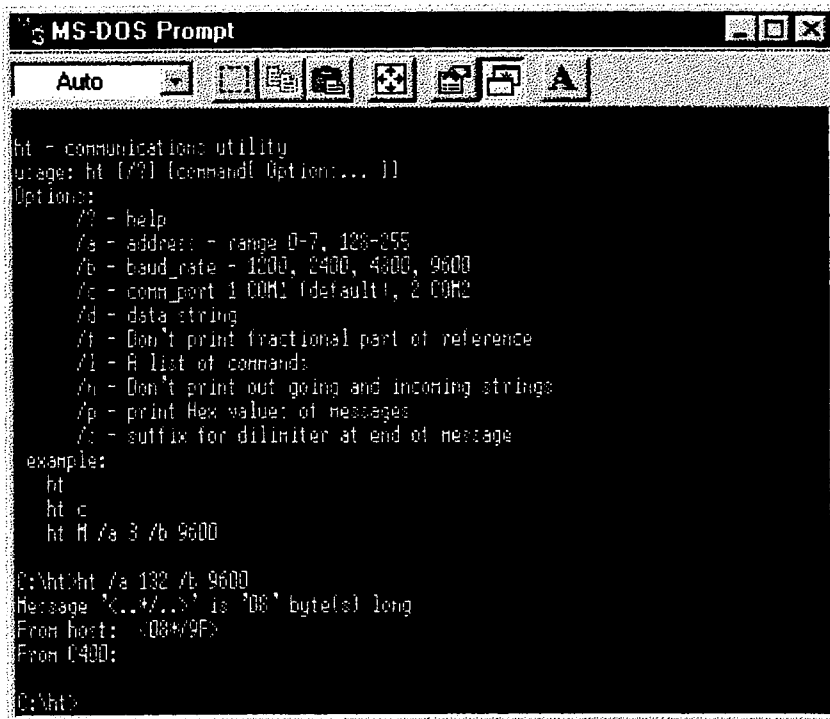 MS-DOS Prompt
Auto
A
ht - communications utility
usage: ht [/?] [command[ Options... ]]
Options:
/? - help
/a - address - range 0-7, 128-255
/b - baud_rate - 1200, 2400, 4800, 9600
/c - comm_port 1 COM1 (default), 2 COM2
/d - data string
/f - Don't print fractional part of reference
/l - A list of commands
/n - Don't print out going and incoming strings
/p - print Hex values of messages
/s - suffix for dilimiter at end of message
example:
ht
ht c
ht M /a 3 /b 9600
C:\ht>ht /a 132 /b 9600
Message '<..*/..>' is '08' byte(s) long
From host: <08*/9F>
From C400:
C:\ht>